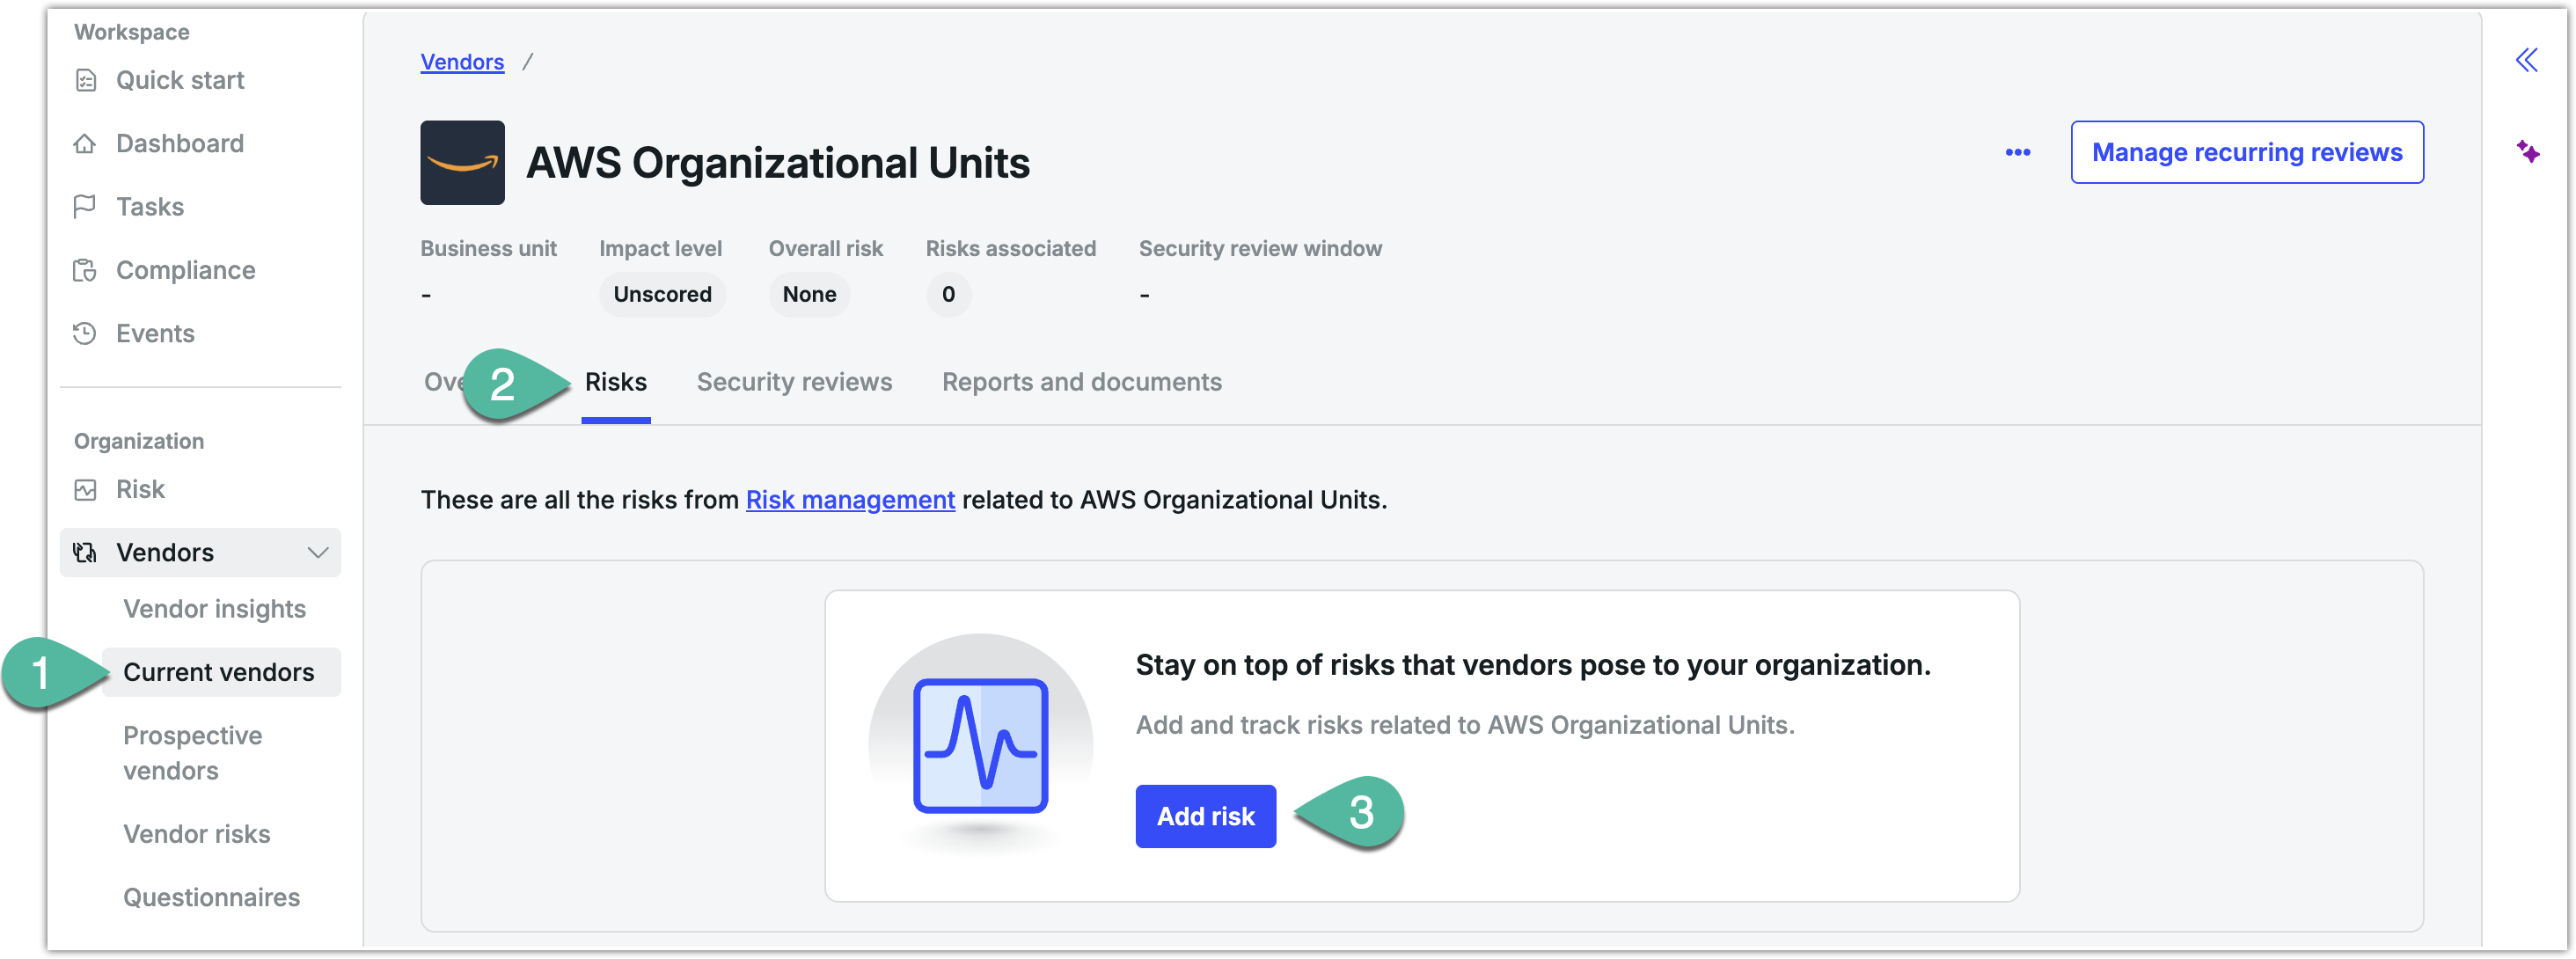 Workspace
Quick start
Dashboard
Tasks
Compliance
Events
Organization
Risk
Vendors
Vendor insights
1
Current vendors
Prospective
vendors
Vendor risks
Questionnaires
Vendors /
AWS Organizational Units
••• Manage recurring reviews
Business unit Impact level Overall risk Risks associated Security review window
- Unscored None 0 -
2 Risks Security reviews Reports and documents
These are all the risks from Risk management related to AWS Organizational Units.
Stay on top of risks that vendors pose to your organization.
Add and track risks related to AWS Organizational Units.
Add risk 3